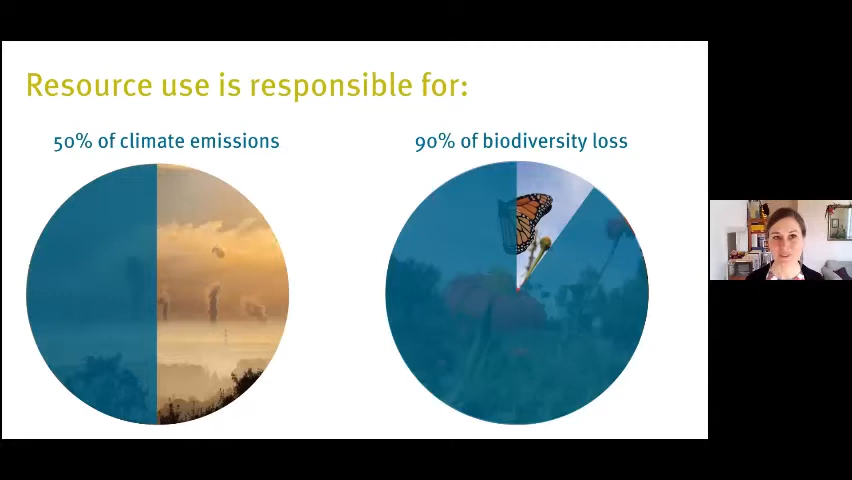 Resource use is responsible for:
50% of climate emissions
90% of biodiversity loss